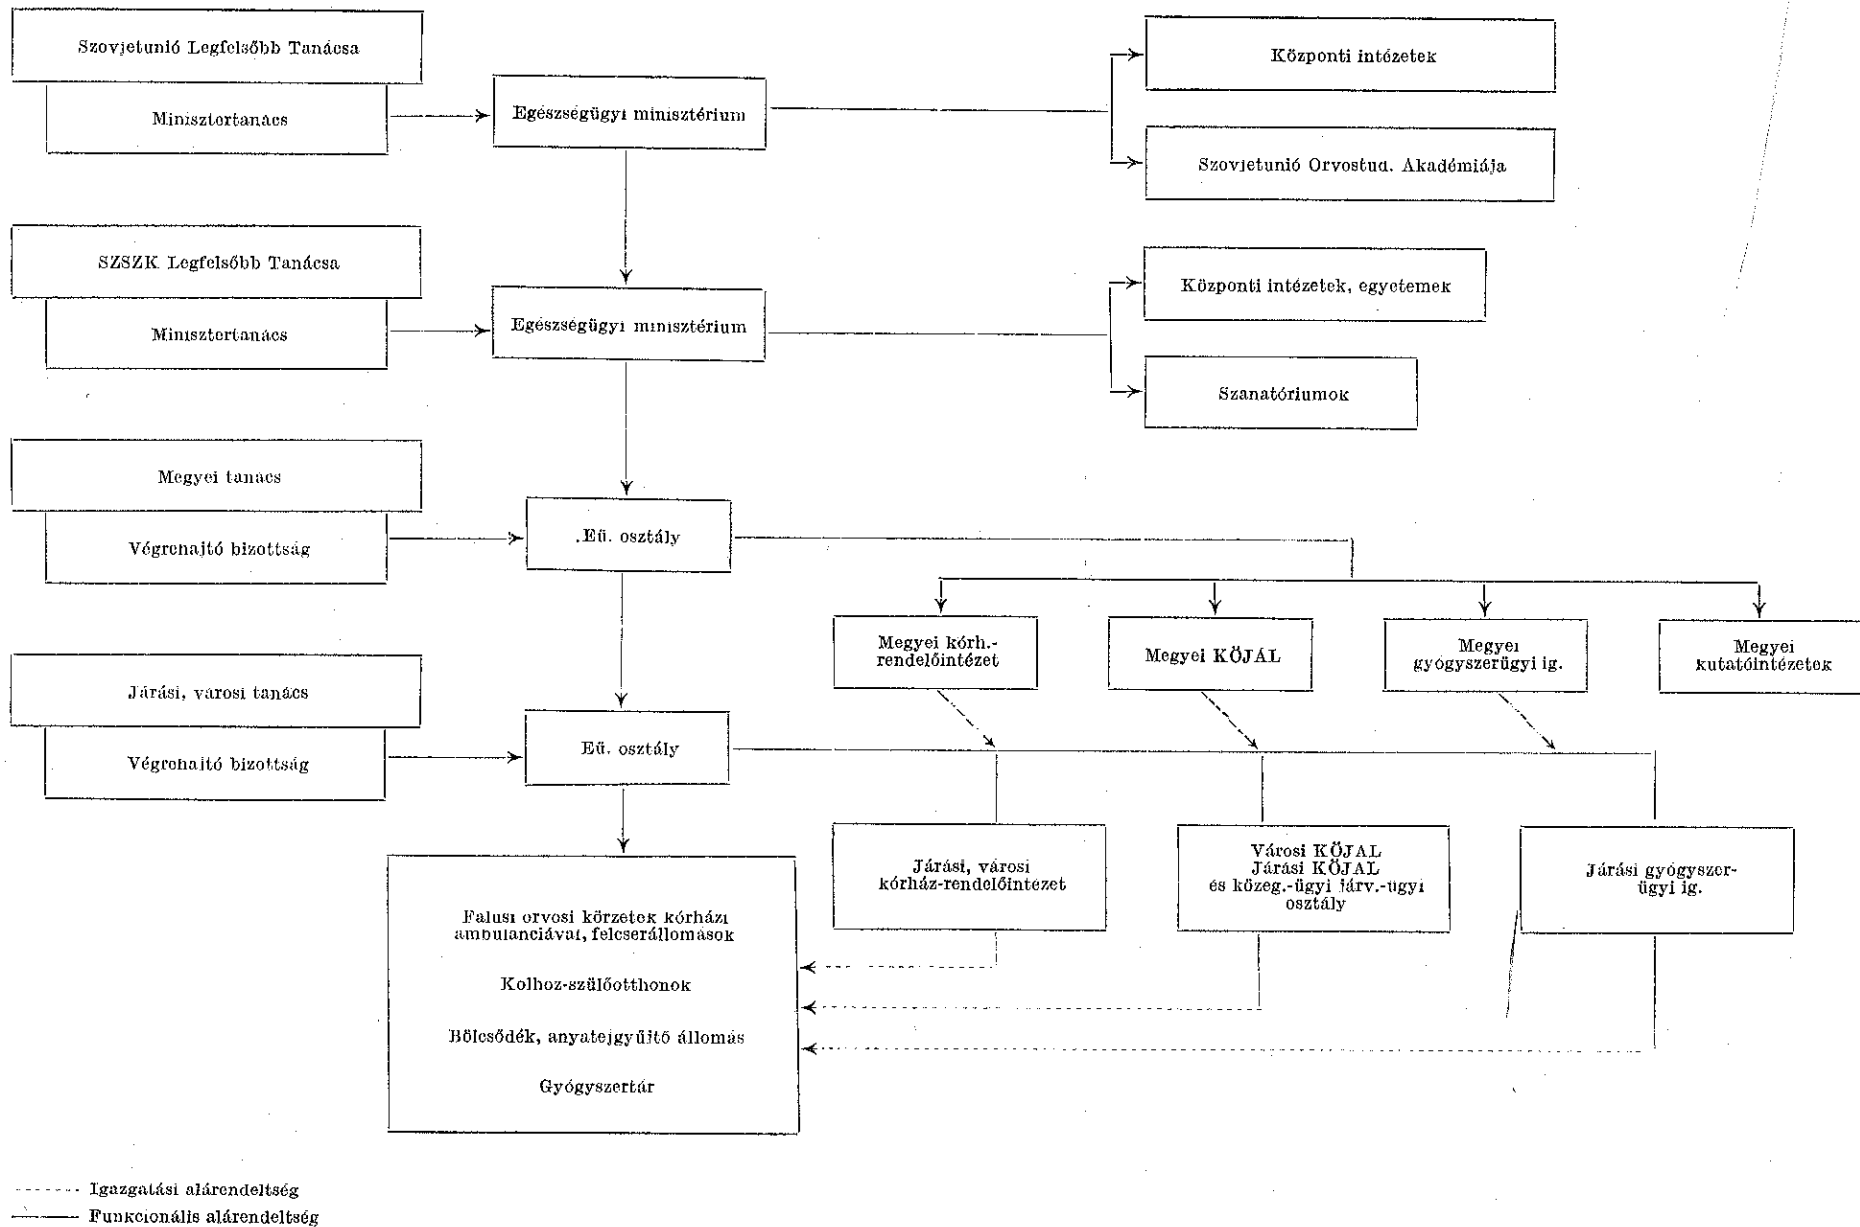 Szovjetunió Legfelsőbb Tanácsa
Minisztertanács
Egészségügyi minisztérium
Központi intézetek
Szovjetunió Orvostud. Akadémiája
SZSZK Legfelsőbb Tanácsa
Minisztertanács
Egészségügyi minisztérium
Központi intézetek, egyetemek
Szanatóriumok
Megyei tanács
Végrehajtó bizottság
Eü. osztály
Megyei kórh.-
rendelőintézet
Megyei KÖJÁL
Megyei
gyógyszerügyi ig.
Megyei
kutatóintézetek
Járási, városi tanács
Végrehajtó bizottság
Eü. osztály
Járási, városi
kórház-rendelőintézet
Városi KÖJÁL
Járási KÖJÁL
és közeg.-ügyi járv.-ügyi
osztály
Járási gyógyszer-
ügyi ig.
Falusi orvosi körzetek kórházi
ambulanciával, felcserállomások
Kolhoz-szülőotthonok
Bölcsődék, anyatejgyűjtő állomás
Gyógyszertár
Igazgatási alárendeltség
Funkcionális alárendeltség